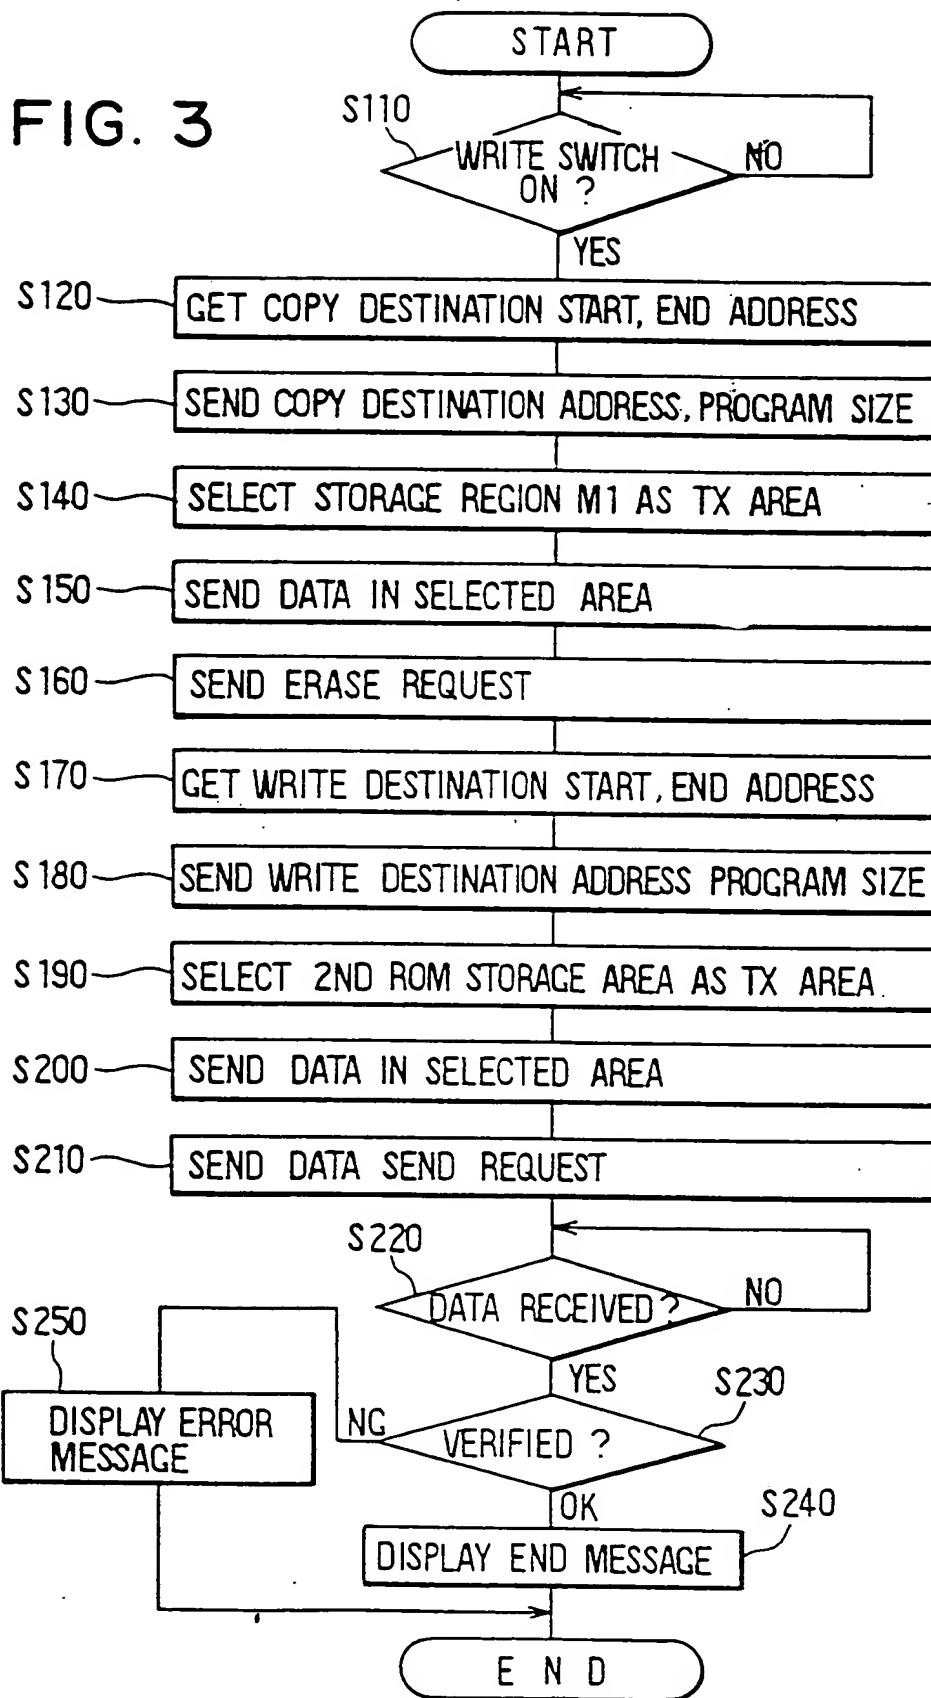 START
FIG. 3
S110
WRITE SWITCH
ON ?
NO
YES
S120
GET COPY DESTINATION START, END ADDRESS
S130
SEND COPY DESTINATION ADDRESS, PROGRAM SIZE
S140
SELECT STORAGE REGION M1 AS TX AREA
S150
SEND DATA IN SELECTED AREA
S160
SEND ERASE REQUEST
S170
GET WRITE DESTINATION START, END ADDRESS
S180
SEND WRITE DESTINATION ADDRESS PROGRAM SIZE
S190
SELECT 2ND ROM STORAGE AREA AS TX AREA.
S200
SEND DATA IN SELECTED AREA
S210
SEND DATA SEND REQUEST
S220
DATA RECEIVED ?
NO
YES
S250
DISPLAY ERROR
MESSAGE
NG
S230
VERIFIED ?
OK
S240
DISPLAY END MESSAGE
END